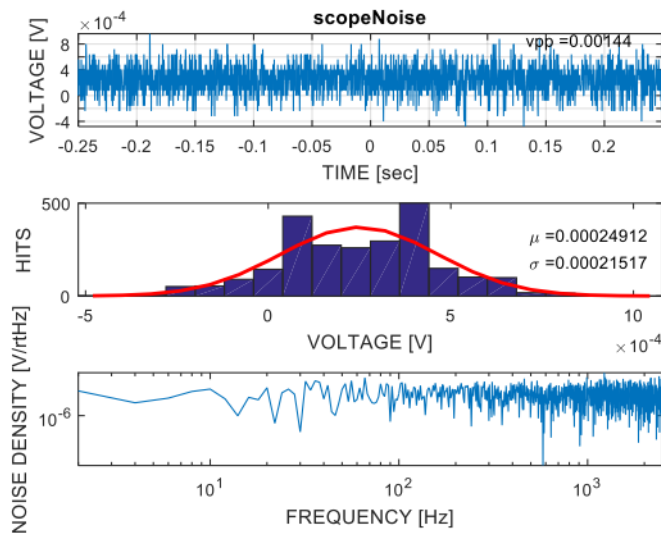 scopeNoise
×10⁻⁴
vpp =0.00144
8
4
0
-4
VOLTAGE [V]
-0.25 -0.2 -0.15 -0.1 -0.05 0 0.05 0.1 0.15 0.2
TIME [sec]
500
0
HITS
μ =0.00024912
σ =0.00021517
-5 0 5 10
VOLTAGE [V]
×10⁻⁴
NOISE DENSITY [V/rtHz]
10⁻⁶
10¹ 10² 10³
FREQUENCY [Hz]